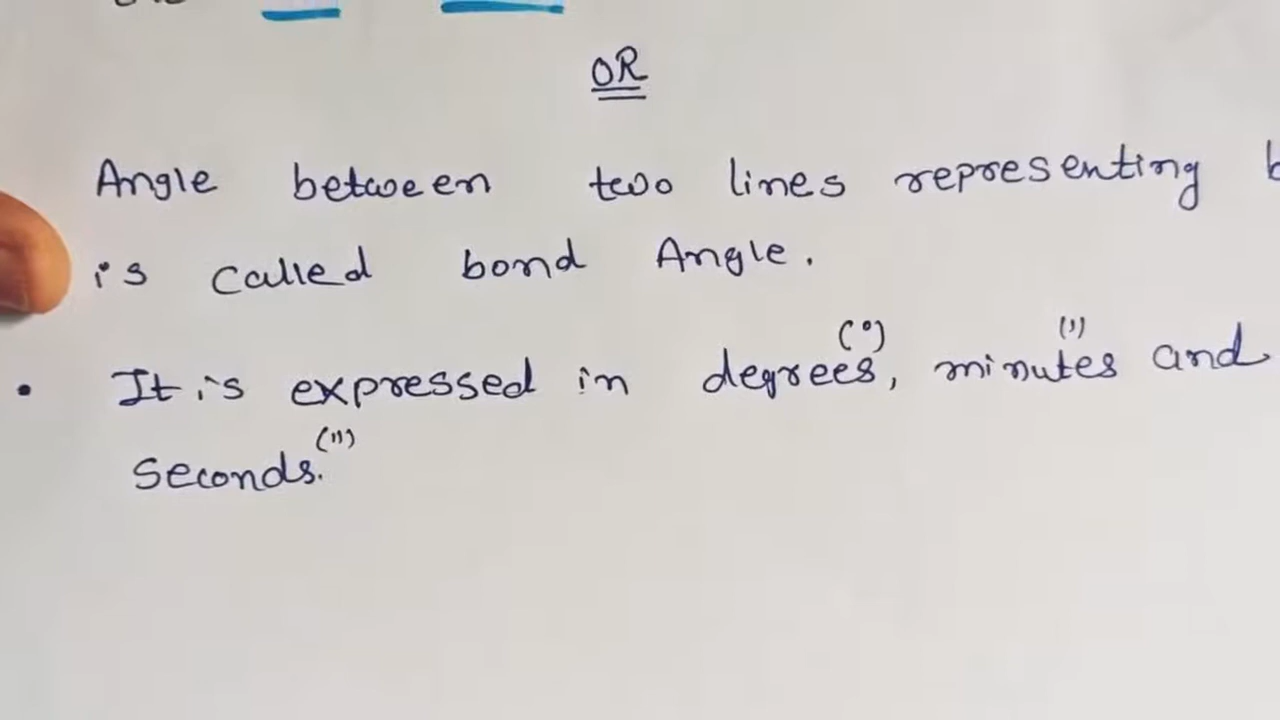 OR
Angle between two lines representing
is called bond Angle.
(°) (')
• It is expressed in degrees, minutes and
('')
seconds.